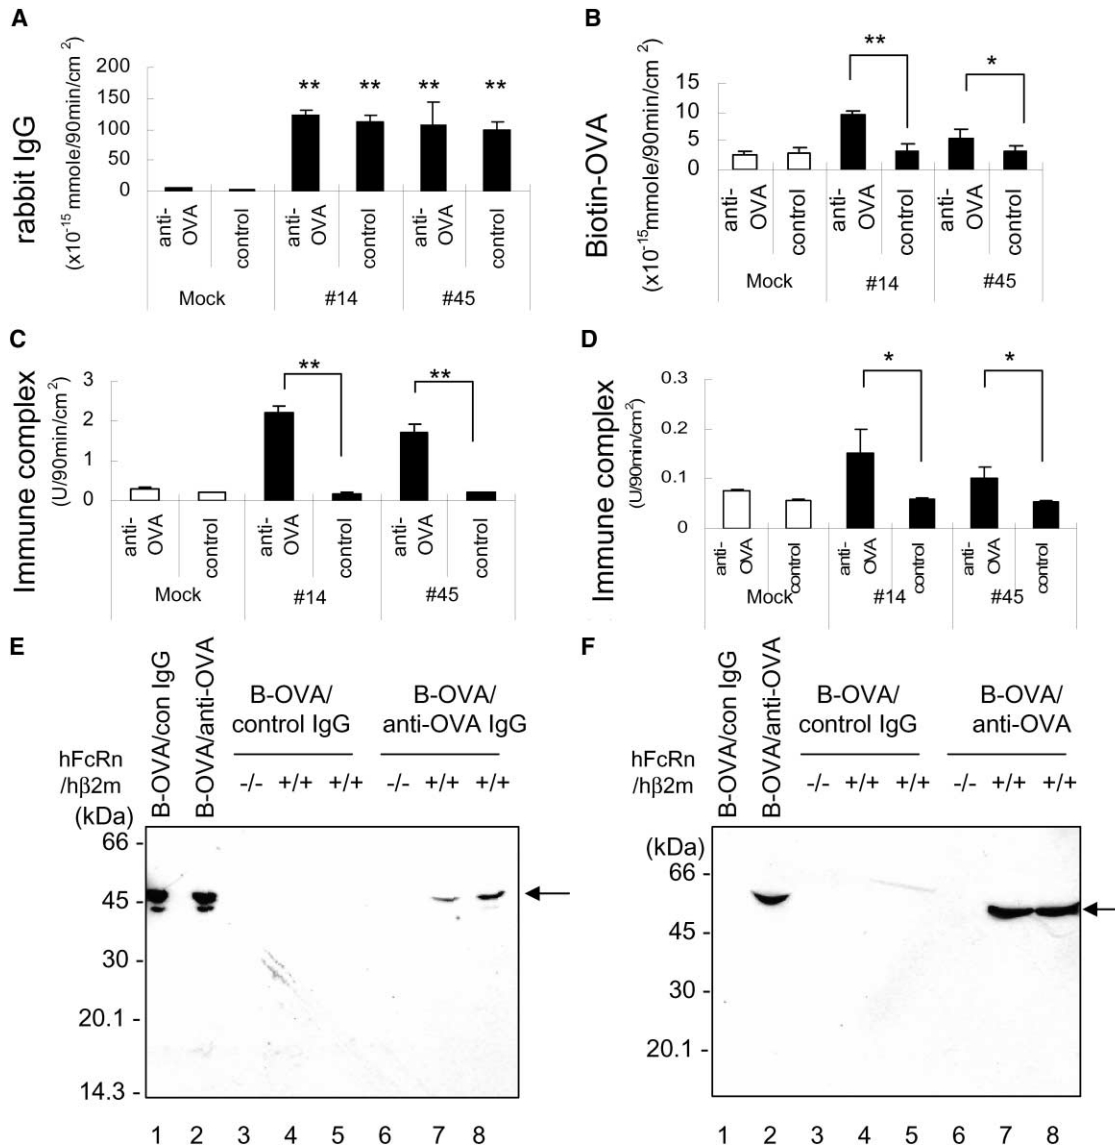 A
rabbit IgG
(x10-15 mmole/90min/cm 2)
200
150
100
50
0
** ** ** **
anti-OVA control anti-OVA control anti-OVA control
Mock #14 #45
B
Biotin-OVA
(x10-15mmole/90min/cm 2)
15
10
5
0
** *
anti-OVA control anti-OVA control anti-OVA control
Mock #14 #45
C
Immune complex
(U/90min/cm2)
3
2
1
0
** **
anti-OVA control anti-OVA control anti-OVA control
Mock #14 #45
D
Immune complex
(U/90min/cm2)
0.3
0.2
0.1
0
* *
anti-OVA control anti-OVA control anti-OVA control
Mock #14 #45
E
B-OVA/con IgG
B-OVA/anti-OVA
B-OVA/ B-OVA/
control IgG anti-OVA IgG
hFcRn
/hβ2m -/- +/+ +/+ -/- +/+ +/+
(kDa)
66 -
45 -
30 -
20.1 -
14.3 -
1 2 3 4 5 6 7 8
F
B-OVA/con IgG
B-OVA/anti-OVA
B-OVA/ B-OVA/
control IgG anti-OVA
hFcRn
/hβ2m -/- +/+ +/+ -/- +/+ +/+
(kDa)
66 -
45 -
30 -
20.1 -
1 2 3 4 5 6 7 8